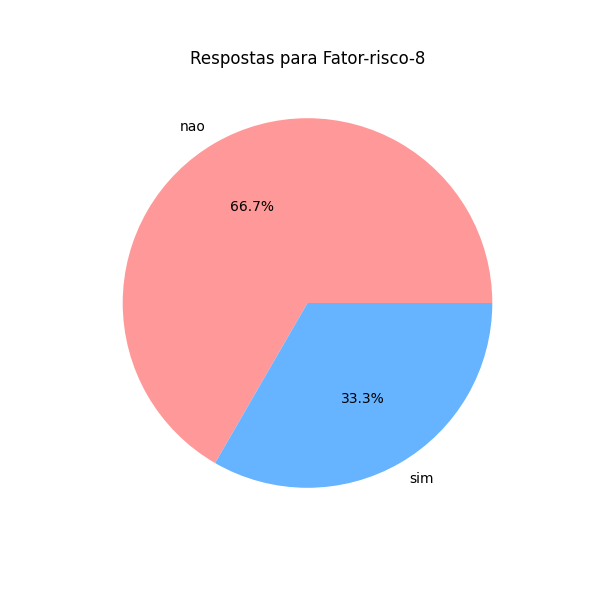 Respostas para Fator-risco-8
nao
66.7%
33.3%
sim